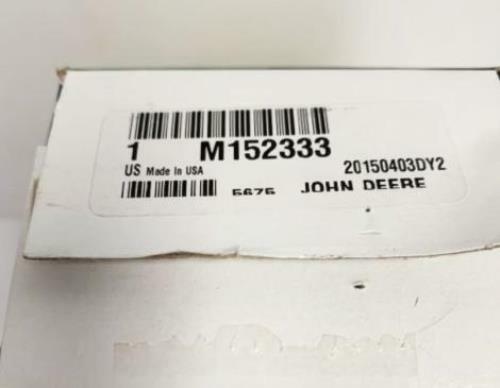 1 M152333
US Made In USA 20150403DY2
5675 JOHN DEERE